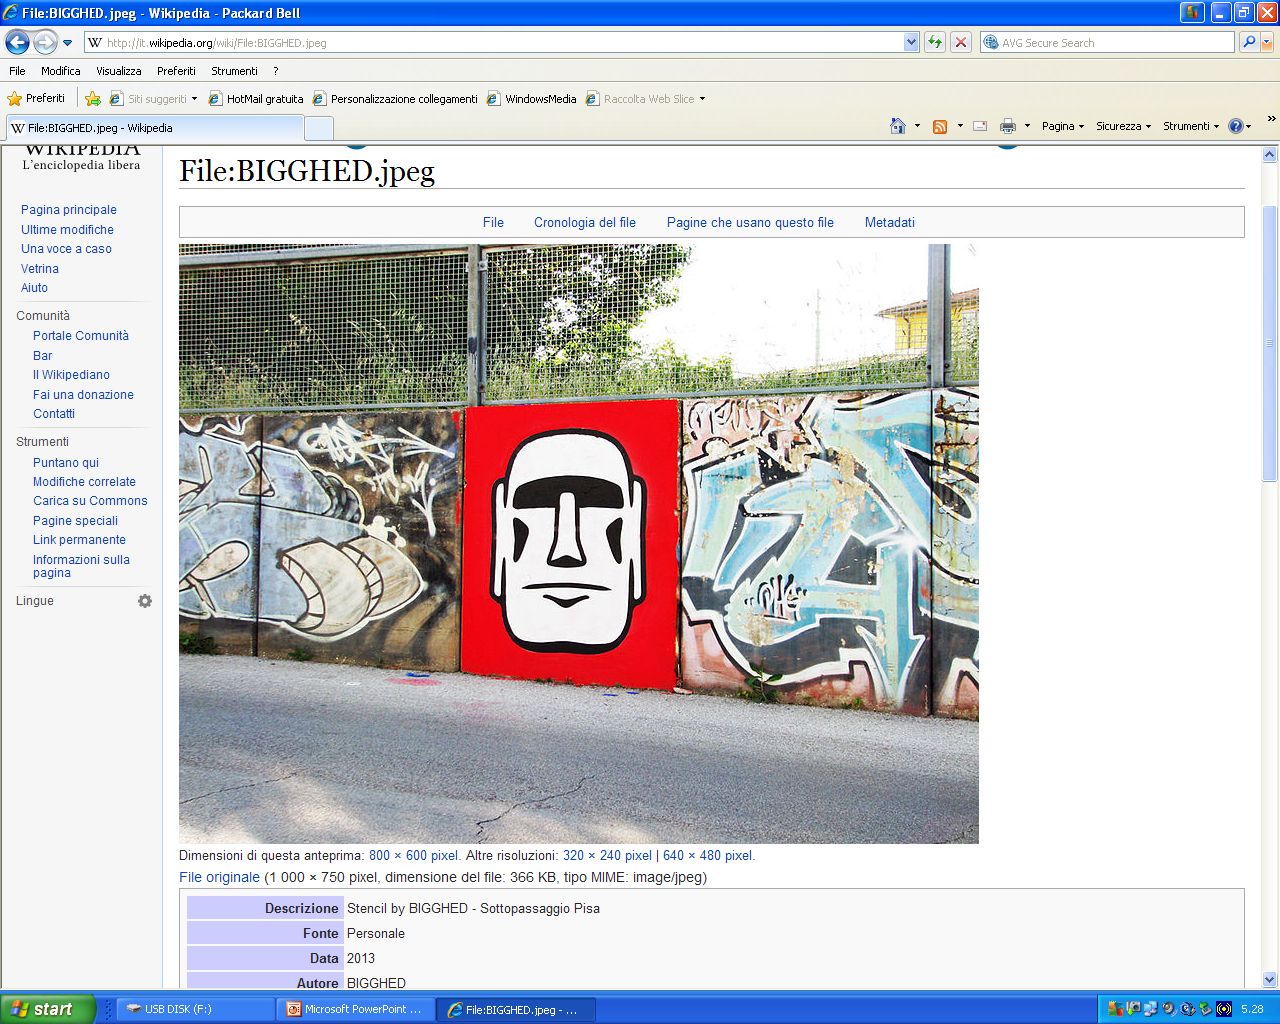 File:BIGGHED.jpeg - Wikipedia - Packard Bell
http://it.wikipedia.org/wiki/File:BIGGHED.jpeg
AVG Secure Search
File Modifica Visualizza Preferiti Strumenti ?
Preferiti Siti suggeriti HotMail gratuita Personalizzazione collegamenti WindowsMedia Raccolta Web Slice
File:BIGGHED.jpeg - Wikipedia
Pagina Sicurezza Strumenti
WIKIPEDIA
L'enciclopedia libera
Pagina principale
Ultime modifiche
Una voce a caso
Vetrina
Aiuto
Comunità
Portale Comunità
Bar
Il Wikipediano
Fai una donazione
Contatti
Strumenti
Puntano qui
Modifiche correlate
Carica su Commons
Pagine speciali
Link permanente
Informazioni sulla
pagina
Lingue
File:BIGGHED.jpeg
File Cronologia del file Pagine che usano questo file Metadati
Dimensioni di questa anteprima: 800 × 600 pixel. Altre risoluzioni: 320 × 240 pixel | 640 × 480 pixel.
File originale (1 000 × 750 pixel, dimensione del file: 366 KB, tipo MIME: image/jpeg)
Descrizione Stencil by BIGGHED - Sottopassaggio Pisa
Fonte Personale
Data 2013
Autore BIGGHED
start USB DISK (F:) Microsoft PowerPoint ... File:BIGGHED.jpeg - ... 5.28